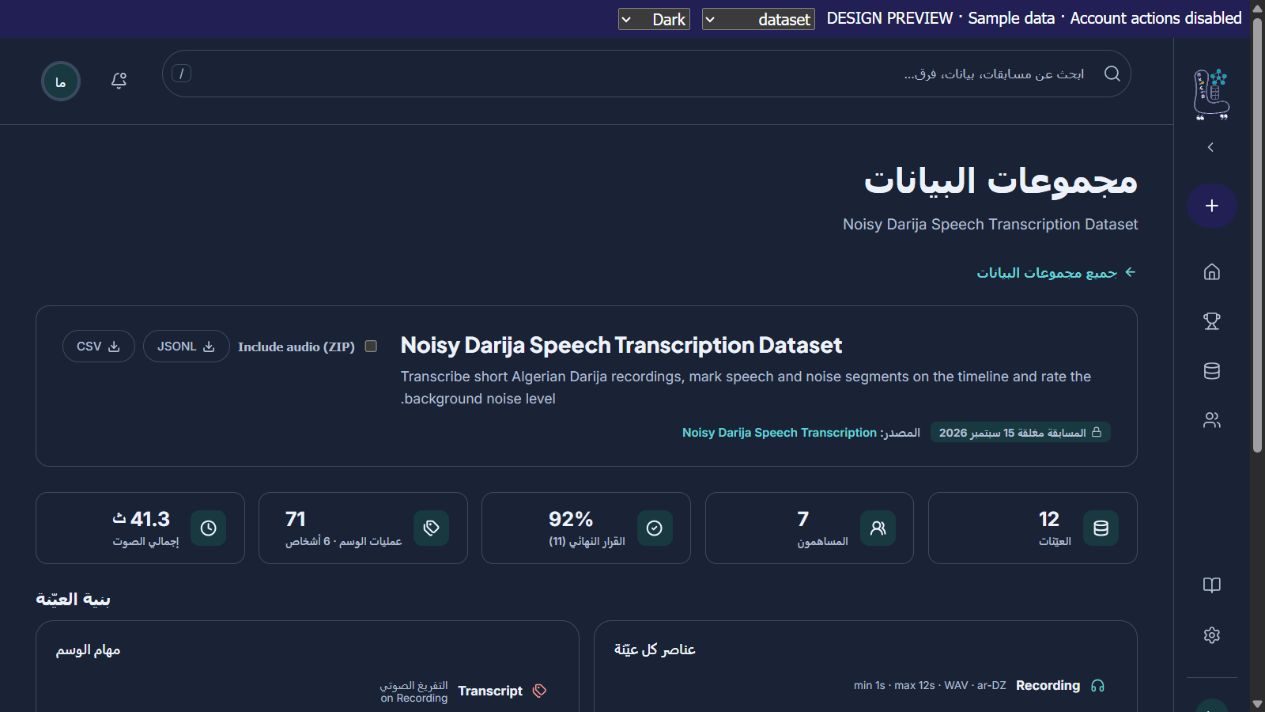 Dark
dataset
DESIGN PREVIEW · Sample data · Account actions disabled
ابحث عن مسابقات، بيانات، فرق...
/
ما
مجموعات البيانات
Noisy Darija Speech Transcription Dataset
← جميع مجموعات البيانات
Noisy Darija Speech Transcription Dataset
Include audio (ZIP)
JSONL
CSV
Transcribe short Algerian Darija recordings, mark speech and noise segments on the timeline and rate the
background noise level.
المسابقة مغلقة 15 سبتمبر 2026
المصدر: Noisy Darija Speech Transcription
12
العيّنات
7
المساهمون
92%
القرار النهائي (11)
71
عمليات الوسم · 6 أشخاص
41.3 ث
إجمالي الصوت
بنية العيّنة
عناصر كل عيّنة
Recording
min 1s · max 12s · WAV · ar-DZ
مهام الوسم
Transcript
التفريغ الصوتي
on Recording